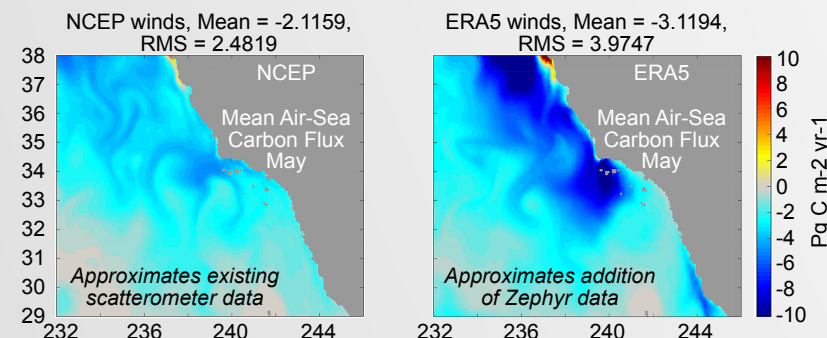 NCEP winds, Mean = -2.1159,
RMS = 2.4819
38
37
36
35
34
33
32
31
30
29
232
236
240
244
NCEP
Mean Air-Sea
Carbon Flux
May
Approximates existing
scatterometer data
ERA5 winds, Mean = -3.1194,
RMS = 3.9747
ERA5
Mean Air-Sea
Carbon Flux
May
Approximates addition
of Zephyr data
232
236
240
244
10
8
6
4
2
0
-2
-4
-6
-8
-10
Pg C m-2 yr-1